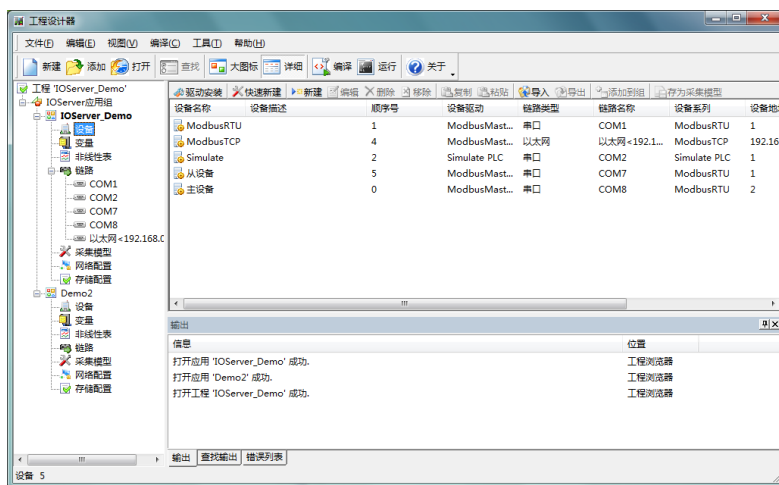 工程设计器
文件(F) 编辑(E) 视图(V) 编译(C) 工具(T) 帮助(H)
新建 添加 打开 查找 大图标 详细 编译 运行 关于
工程 'IOServer_Demo'
IOServer应用组
IOServer_Demo
设备
变量
非线性表
链路
COM1
COM2
COM7
COM8
以太网<192.168.0
采集模型
网络配置
存储配置
Demo2
设备
变量
非线性表
链路
采集模型
网络配置
存储配置
驱动安装 快速新建 新建 编辑 删除 移除 复制 粘贴 导入 导出 添加到组 存为采集模型
设备名称 设备描述 顺序号 设备驱动 链路类型 链路名称 设备系列 设备地
ModbusRTU 1 ModbusMast... 串口 COM1 ModbusRTU 1
ModbusTCP 4 ModbusMast... 以太网 以太网<192.1... ModbusTCP 192.16
Simulate 2 Simulate PLC 串口 COM2 Simulate PLC 1
从设备 5 ModbusMast... 串口 COM7 ModbusRTU 1
主设备 0 ModbusMast... 串口 COM8 ModbusRTU 2
输出
信息 位置
打开应用 'IOServer_Demo' 成功. 工程浏览器
打开应用 'Demo2' 成功. 工程浏览器
打开工程 'IOServer_Demo' 成功. 工程浏览器
输出 查找输出 错误列表
设备 5